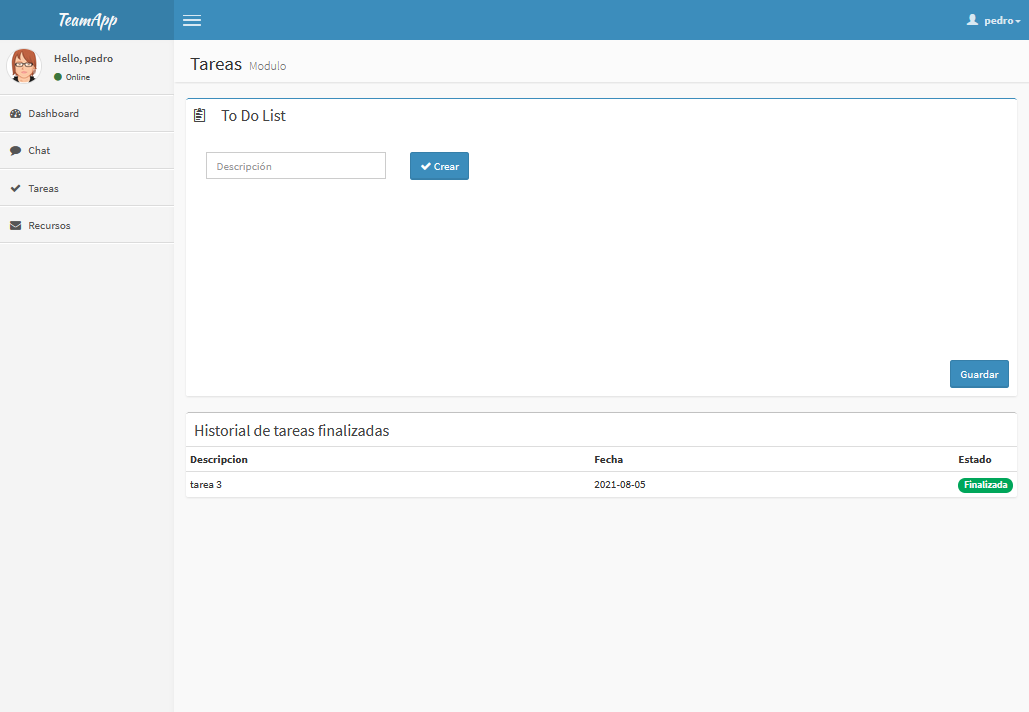 TeamApp
pedro
Hello, pedro
Online
Dashboard
Chat
Tareas
Recursos
Tareas Modulo
To Do List
Descripción
Crear
Guardar
Historial de tareas finalizadas
Descripcion Fecha Estado
tarea 3 2021-08-05 Finalizada